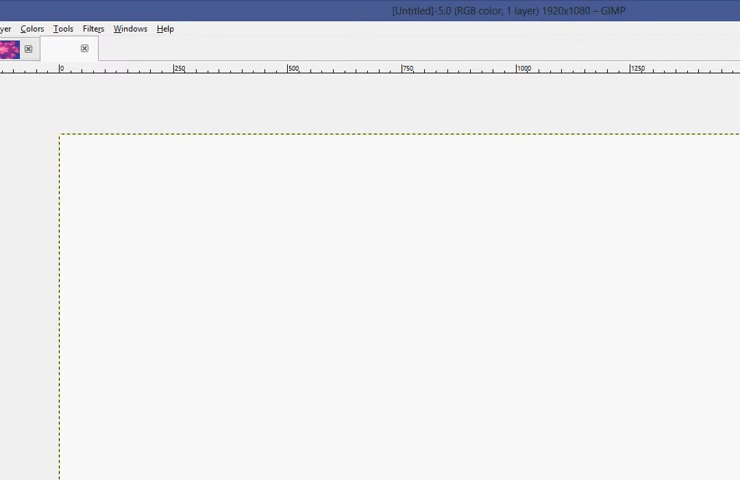 [Untitled]-5.0 (RGB color, 1 layer) 1920x1080 – GIMP
yer Colors Tools Filters Windows Help
0 250 500 750 1000 1250